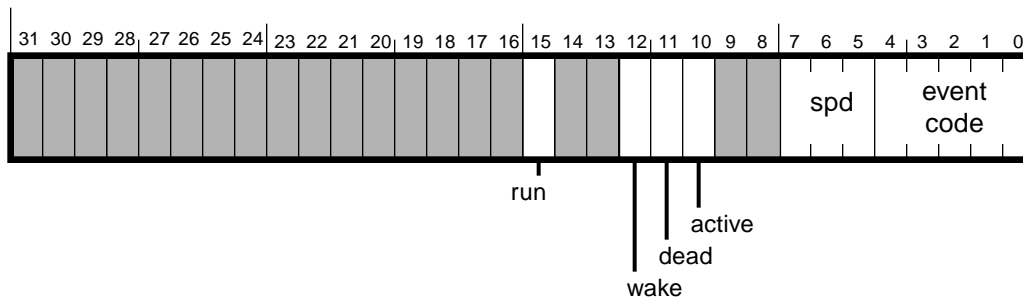 31 30 29 28 27 26 25 24 23 22 21 20 19 18 17 16 15 14 13 12 11 10 9 8 7 6 5 4 3 2 1 0
spd
event
code
run
active
dead
wake